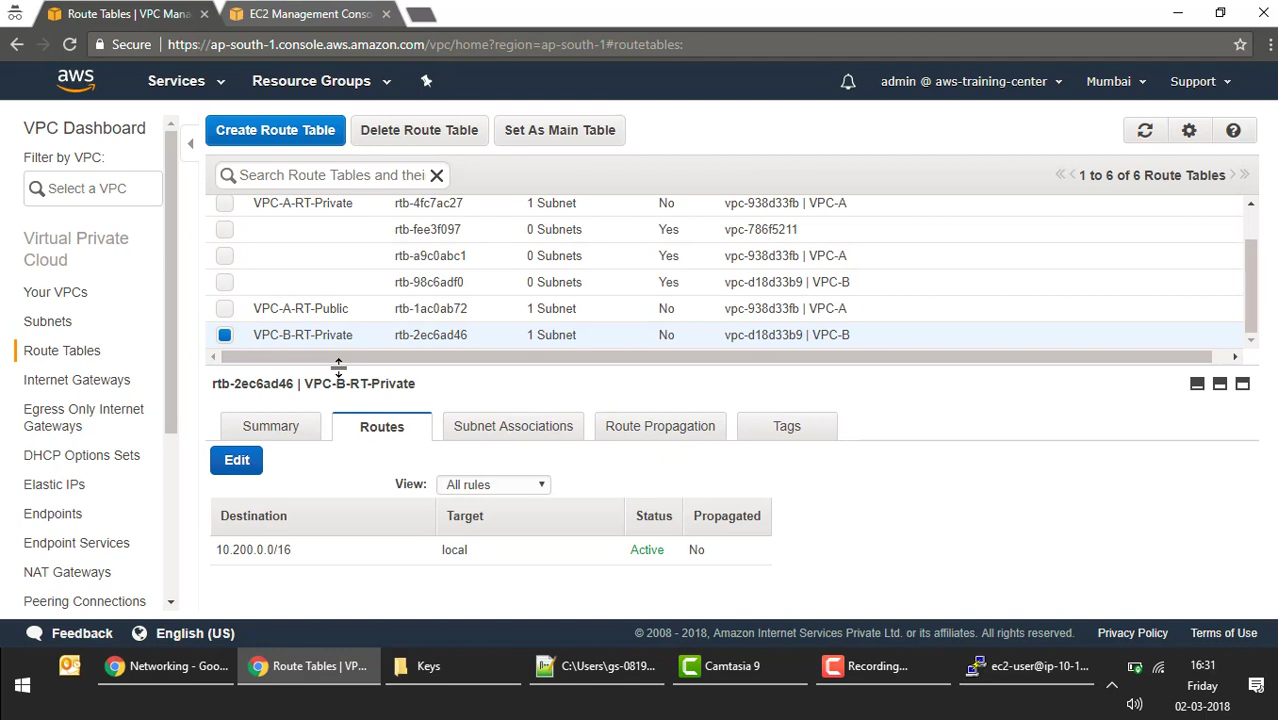 Route Tables | VPC Mana
EC2 Management Conso
Secure
https://ap-south-1.console.aws.amazon.com/vpc/home?region=ap-south-1#routetables:
aws
Services
Resource Groups
admin @ aws-training-center
Mumbai
Support
VPC Dashboard
Filter by VPC:
Select a VPC
Virtual Private
Cloud
Your VPCs
Subnets
Route Tables
Internet Gateways
Egress Only Internet
Gateways
DHCP Options Sets
Elastic IPs
Endpoints
Endpoint Services
NAT Gateways
Peering Connections
Create Route Table
Delete Route Table
Set As Main Table
Search Route Tables and thei
1 to 6 of 6 Route Tables
VPC-A-RT-Private rtb-4fc7ac27 1 Subnet No vpc-938d33fb | VPC-A
rtb-fee3f097 0 Subnets Yes vpc-786f5211
rtb-a9c0abc1 0 Subnets Yes vpc-938d33fb | VPC-A
rtb-98c6adf0 0 Subnets Yes vpc-d18d33b9 | VPC-B
VPC-A-RT-Public rtb-1ac0ab72 1 Subnet No vpc-938d33fb | VPC-A
VPC-B-RT-Private rtb-2ec6ad46 1 Subnet No vpc-d18d33b9 | VPC-B
rtb-2ec6ad46 | VPC-B-RT-Private
Summary
Routes
Subnet Associations
Route Propagation
Tags
Edit
View: All rules
Destination Target Status Propagated
10.200.0.0/16 local Active No
Feedback
English (US)
© 2008 - 2018, Amazon Internet Services Private Ltd. or its affiliates. All rights reserved.
Privacy Policy
Terms of Use
Networking - Goo...
Route Tables | VP...
Keys
C:\Users\gs-0819...
Camtasia 9
Recording...
ec2-user@ip-10-1...
16:31
Friday
02-03-2018